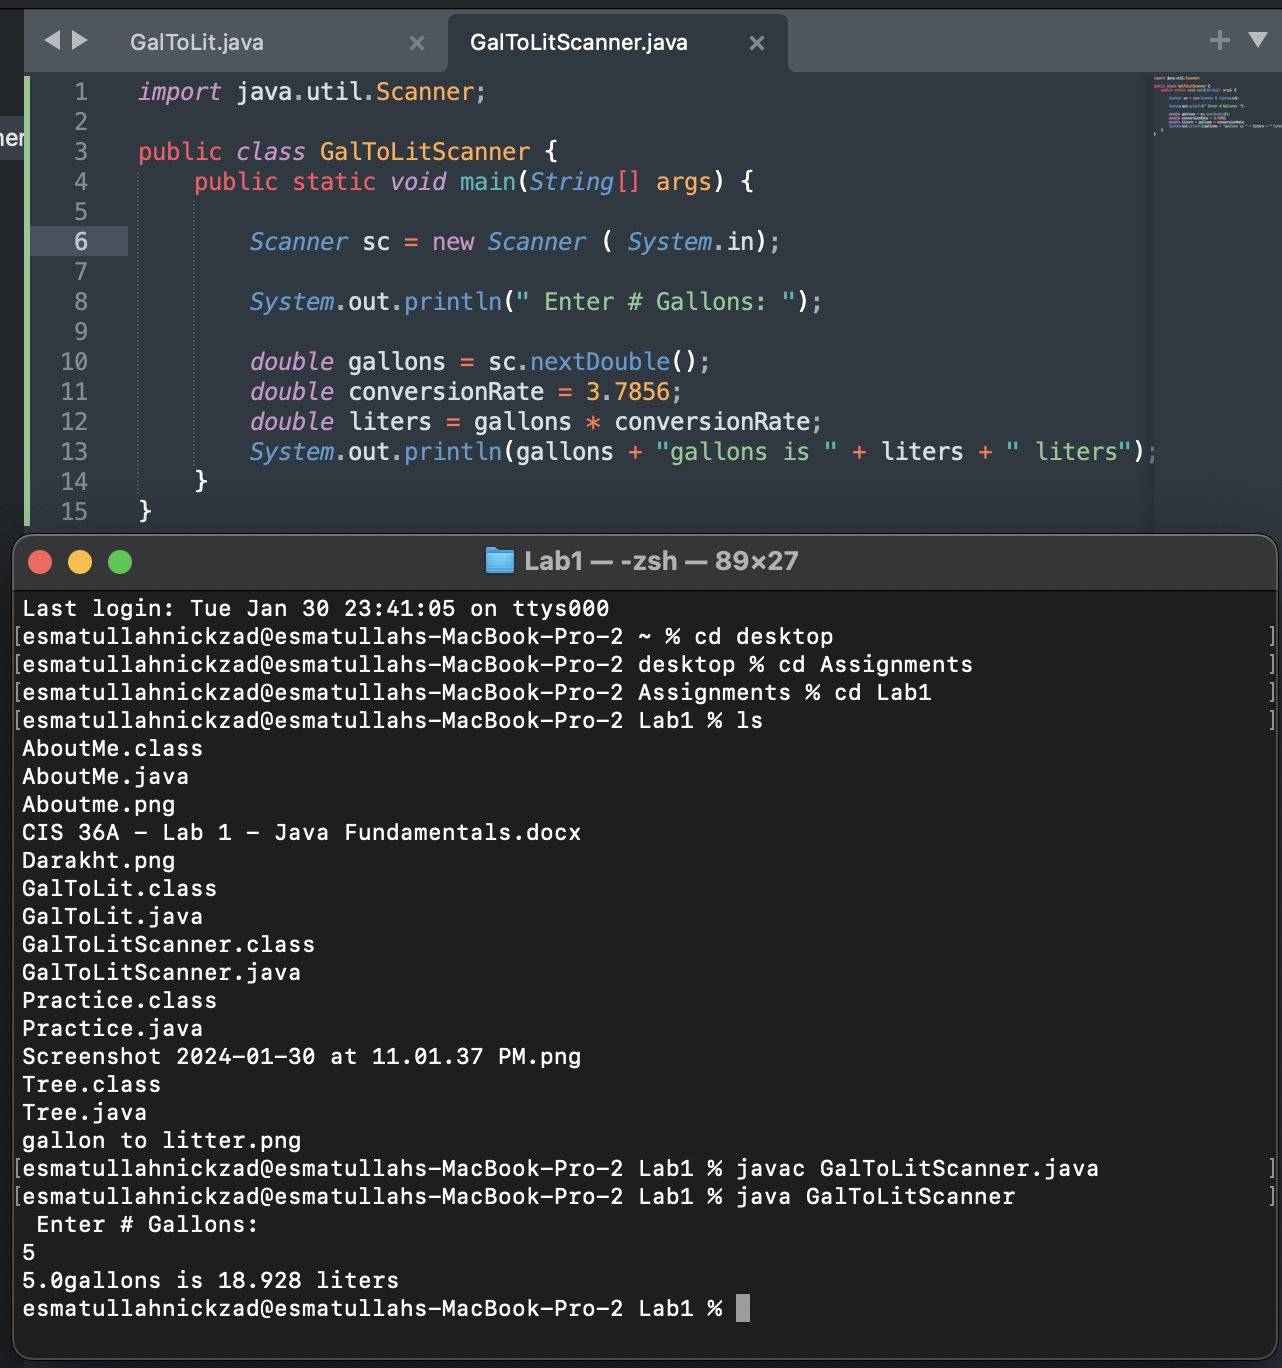 GalToLit.java × GalToLitScanner.java × +
ner
1 import java.util.Scanner;
2
3 public class GalToLitScanner {
4 public static void main(String[] args) {
5
6 Scanner sc = new Scanner ( System.in);
7
8 System.out.println(" Enter # Gallons: ");
9
10 double gallons = sc.nextDouble();
11 double conversionRate = 3.7856;
12 double liters = gallons * conversionRate;
13 System.out.println(gallons + "gallons is " + liters + " liters");
14 }
15 }
Lab1 — -zsh — 89×27
Last login: Tue Jan 30 23:41:05 on ttys000
[esmatullahnickzad@esmatullahs-MacBook-Pro-2 ~ % cd desktop ]
[esmatullahnickzad@esmatullahs-MacBook-Pro-2 desktop % cd Assignments ]
[esmatullahnickzad@esmatullahs-MacBook-Pro-2 Assignments % cd Lab1 ]
[esmatullahnickzad@esmatullahs-MacBook-Pro-2 Lab1 % ls ]
AboutMe.class
AboutMe.java
Aboutme.png
CIS 36A - Lab 1 - Java Fundamentals.docx
Darakht.png
GalToLit.class
GalToLit.java
GalToLitScanner.class
GalToLitScanner.java
Practice.class
Practice.java
Screenshot 2024-01-30 at 11.01.37 PM.png
Tree.class
Tree.java
gallon to litter.png
[esmatullahnickzad@esmatullahs-MacBook-Pro-2 Lab1 % javac GalToLitScanner.java ]
[esmatullahnickzad@esmatullahs-MacBook-Pro-2 Lab1 % java GalToLitScanner ]
Enter # Gallons:
5
5.0gallons is 18.928 liters
esmatullahnickzad@esmatullahs-MacBook-Pro-2 Lab1 %